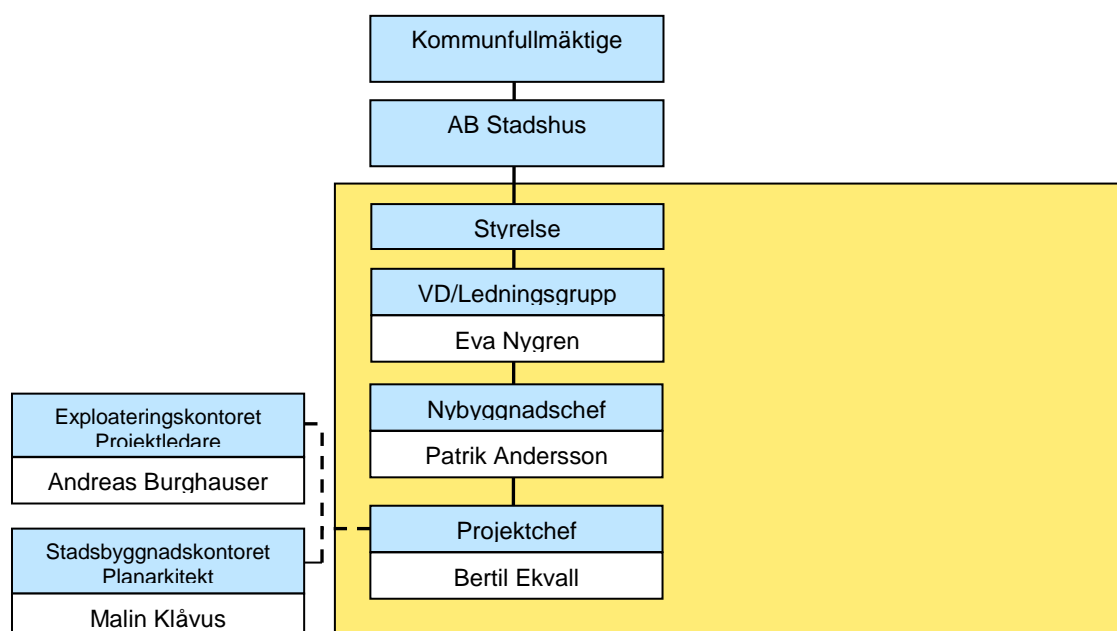 Kommunfullmäktige
AB Stadshus
Styrelse
VD/Ledningsgrupp
Eva Nygren
Nybyggnadschef
Patrik Andersson
Exploateringskontoret
Projektledare
Andreas Burghauser
Projektchef
Bertil Ekvall
Stadsbyggnadskontoret
Planarkitekt
Malin Klåvus